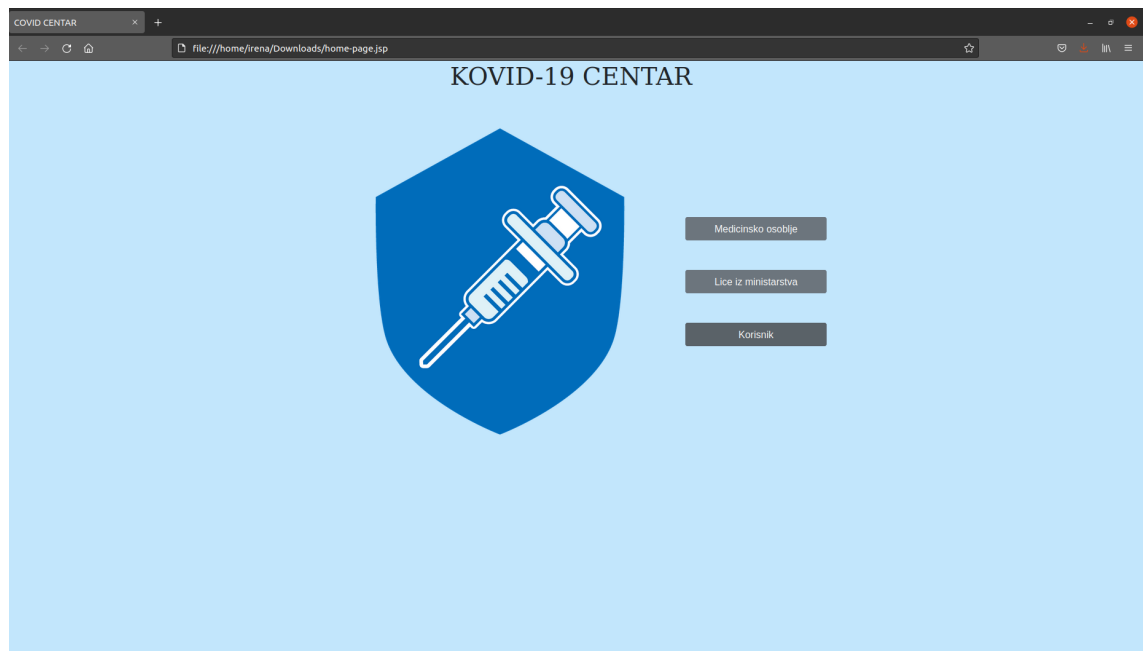 COVID CENTAR
file:///home/irena/Downloads/home-page.jsp
KOVID-19 CENTAR
Medicinsko osoblje
Lice iz ministarstva
Korisnik